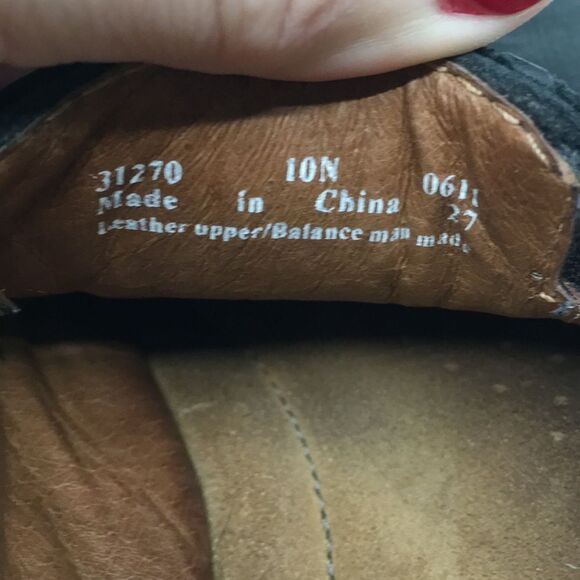 31270 10N 0611
Made in China 27
Leather upper/Balance man made